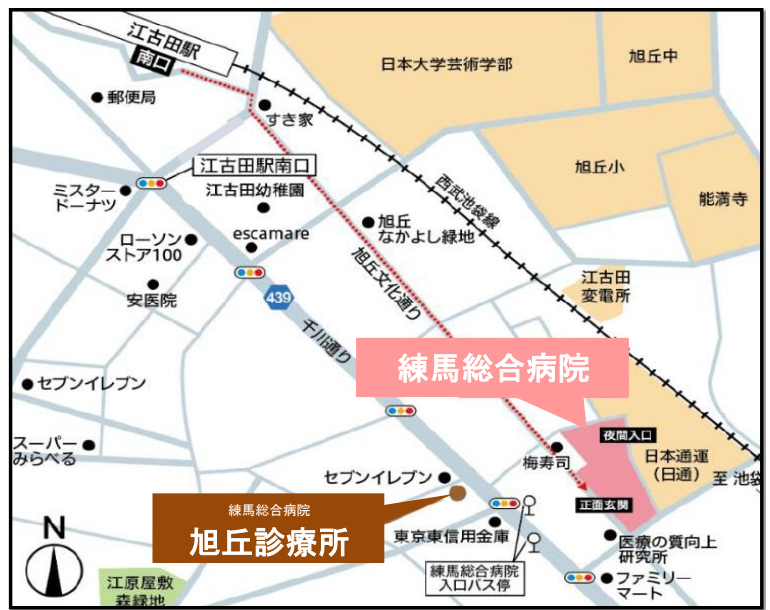 江古田駅
南口
日本大学芸術学部
旭丘中
郵便局
すき家
江古田駅南口
旭丘小
能満寺
ミスター
ドーナツ
江古田幼稚園
西武池袋線
ローソン
ストア100
escamare
旭丘
なかよし緑地
旭丘文化通り
安医院
439
江古田
変電所
千川通り
練馬総合病院
セブンイレブン
スーパー
みらべる
夜間入口
梅寿司
日本通運
(日通)
至 池袋
セブンイレブン
練馬総合病院
旭丘診療所
正面玄関
東京東信用金庫
医療の質向上
研究所
練馬総合病院
入口バス停
ファミリー
マート
N
江原屋敷
森緑地